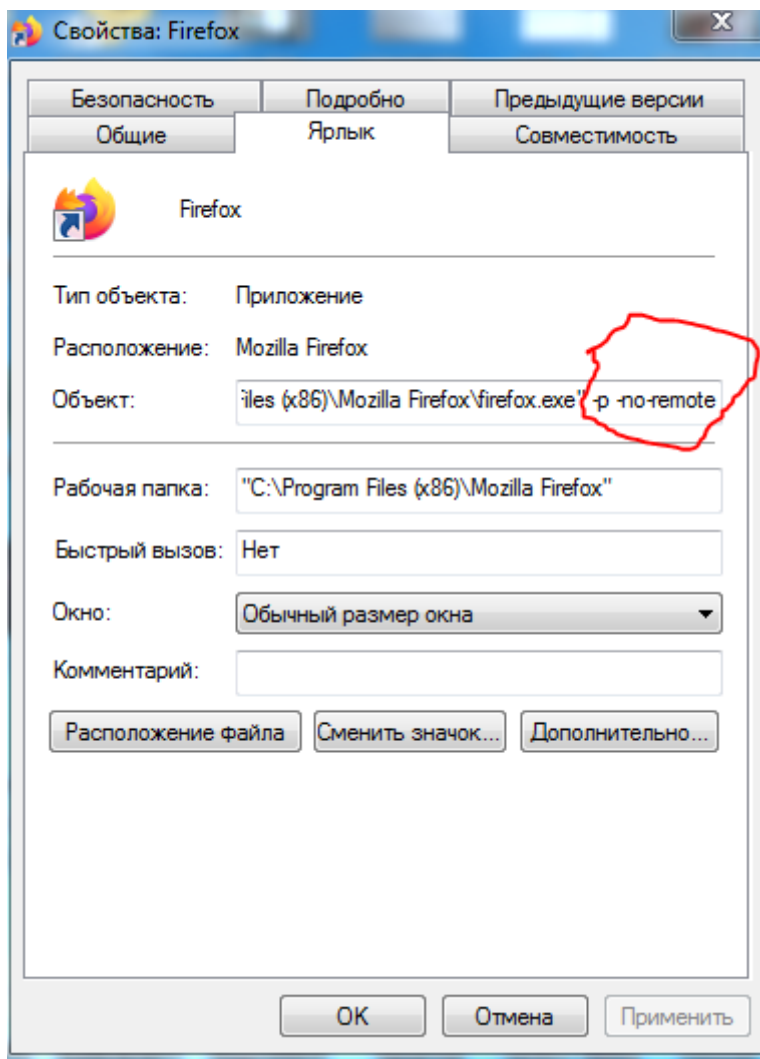 Свойства: Firefox
Безопасность Подробно Предыдущие версии
Общие Ярлык Совместимость
Firefox
Тип объекта: Приложение
Расположение: Mozilla Firefox
Объект: iles (x86)\Mozilla Firefox\firefox.exe" -p -no-remote
Рабочая папка: "C:\Program Files (x86)\Mozilla Firefox"
Быстрый вызов: Нет
Окно: Обычный размер окна
Комментарий:
Расположение файла Сменить значок... Дополнительно...
OK Отмена Применить